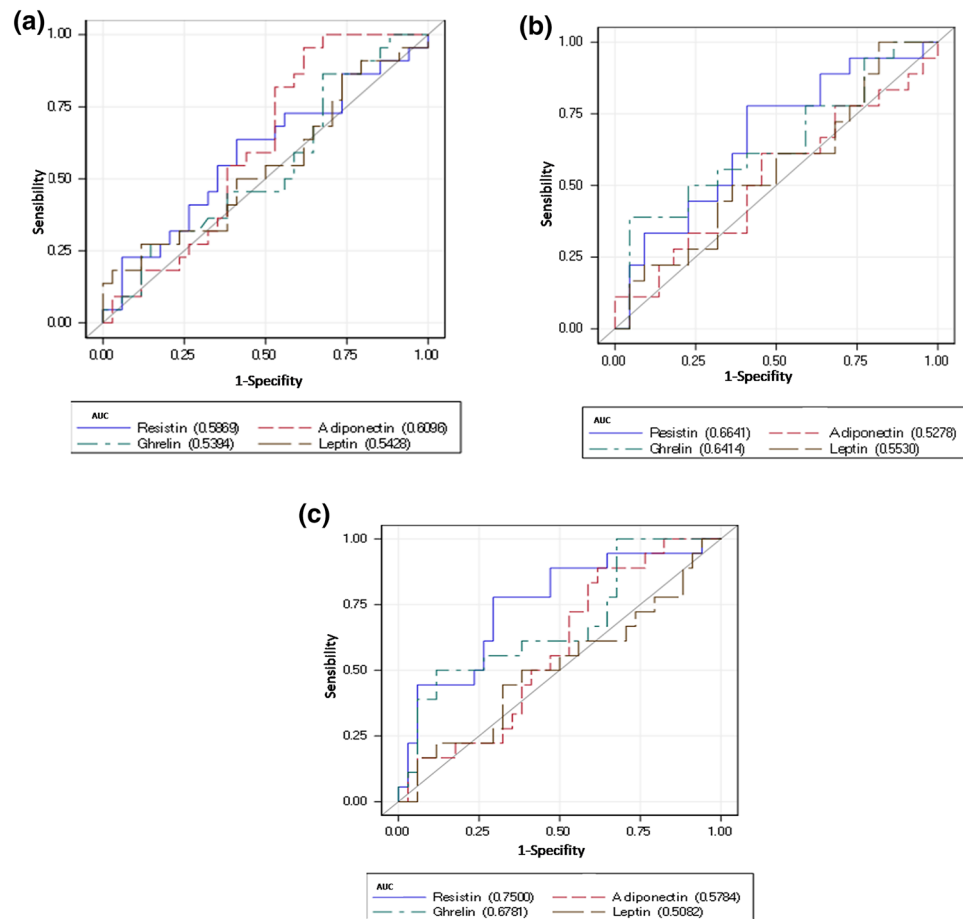 (a)
1.00
0.75
0.50
0.25
0.00
Sensibility
0.00 0.25 0.50 0.75 1.00
1-Specifity
AUC
Resistin (0.5869) Adiponectin (0.6096)
Ghrelin (0.5394) Leptin (0.5428)
(b)
1.00
0.75
0.50
0.25
0.00
Sensibility
0.00 0.25 0.50 0.75 1.00
1-Specifity
AUC
Resistin (0.6641) Adiponectin (0.5278)
Ghrelin (0.6414) Leptin (0.5530)
(c)
1.00
0.75
0.50
0.25
0.00
Sensibility
0.00 0.25 0.50 0.75 1.00
1-Specifity
AUC
Resistin (0.7500) Adiponectin (0.5784)
Ghrelin (0.6781) Leptin (0.5082)